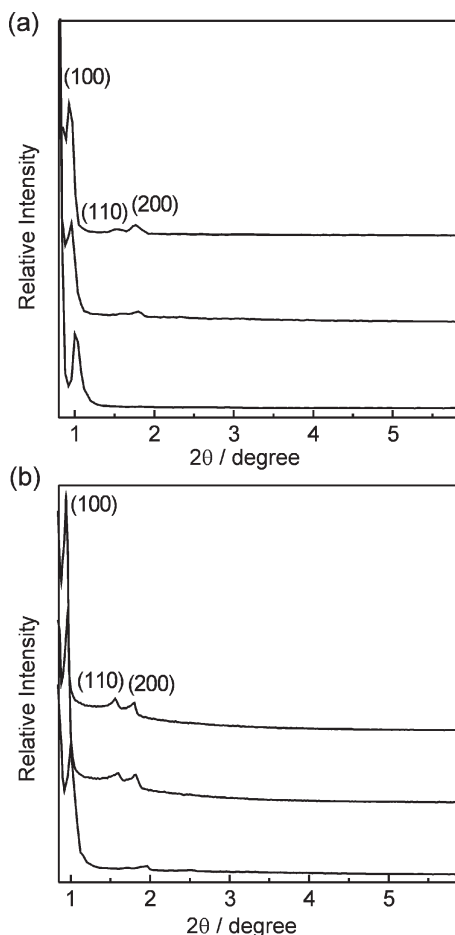 (a)
(100)
(110) (200)
Relative Intensity
1 2 3 4 5
2θ / degree
(b)
(100)
(110) (200)
Relative Intensity
1 2 3 4 5
2θ / degree